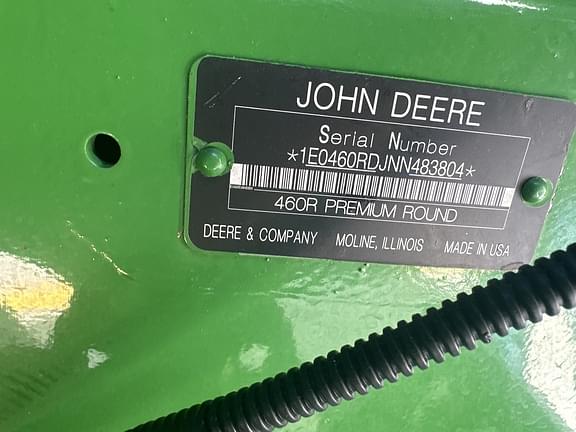 JOHN DEERE
Serial Number
*1E0460RDJNN483804*
460R PREMIUM ROUND
DEERE & COMPANY MOLINE, ILLINOIS MADE IN USA